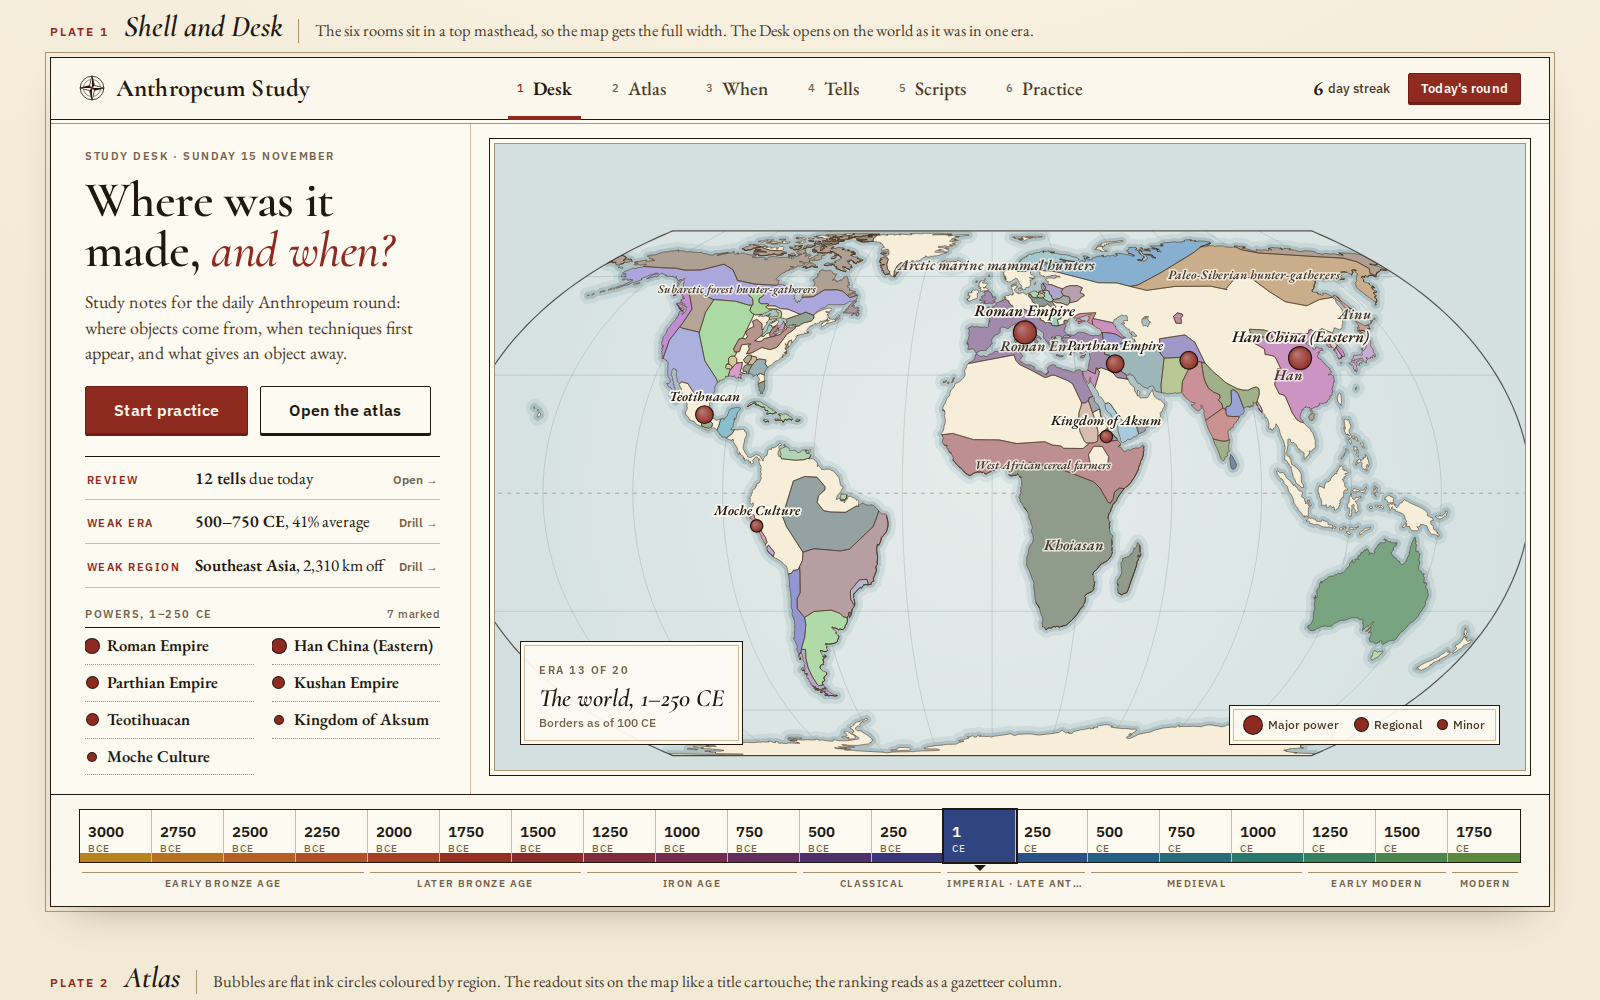 PLATE 1 Shell and Desk The six rooms sit in a top masthead, so the map gets the full width. The Desk opens on the world as it was in one era.
Anthropeum Study
1 Desk 2 Atlas 3 When 4 Tells 5 Scripts 6 Practice
6 day streak Today's round
STUDY DESK · SUNDAY 15 NOVEMBER
Where was it
made, and when?
Study notes for the daily Anthropeum round:
where objects come from, when techniques first
appear, and what gives an object away.
Start practice Open the atlas
REVIEW 12 tells due today Open →
WEAK ERA 500–750 CE, 41% average Drill →
WEAK REGION Southeast Asia, 2,310 km off Drill →
POWERS, 1–250 CE 7 marked
Roman Empire Han China (Eastern)
Parthian Empire Kushan Empire
Teotihuacan Kingdom of Aksum
Moche Culture
Arctic marine mammal hunters
Paleo-Siberian hunter-gatherers
Subarctic forest hunter-gatherers
Roman Empire
Ainu
Han China (Eastern)
Roman Em
Parthian Empire
Han
Teotihuacan
Kingdom of Aksum
West African cereal farmers
Moche Culture
Khoiasan
ERA 13 OF 20
The world, 1–250 CE
Borders as of 100 CE
Major power Regional Minor
3000 2750 2500 2250 2000 1750 1500 1250 1000 750 500 250 1 250 500 750 1000 1250 1500 1750
BCE BCE BCE BCE BCE BCE BCE BCE BCE BCE BCE BCE CE CE CE CE CE CE CE CE
EARLY BRONZE AGE LATER BRONZE AGE IRON AGE CLASSICAL IMPERIAL · LATE ANT… MEDIEVAL EARLY MODERN MODERN
PLATE 2 Atlas Bubbles are flat ink circles coloured by region. The readout sits on the map like a title cartouche; the ranking reads as a gazetteer column.